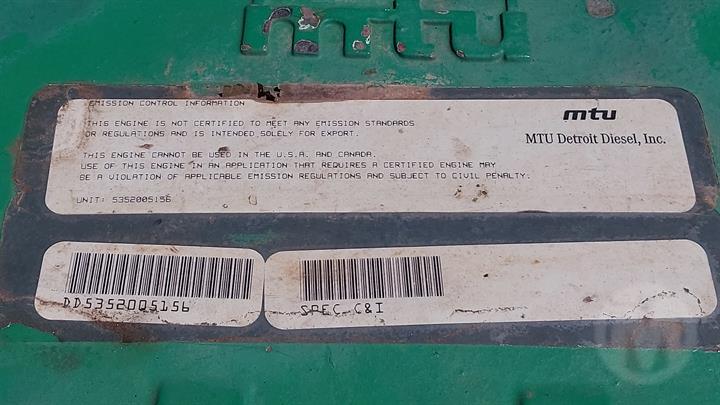 mtu
EMISSION CONTROL INFORMATION
THIS ENGINE IS NOT CERTIFIED TO MEET ANY EMISSION STANDARDS
OR REGULATIONS AND IS INTENDED SOLELY FOR EXPORT.
THIS ENGINE CANNOT BE USED IN THE U.S.A. AND CANADA.
USE OF THIS ENGINE IN AN APPLICATION THAT REQUIRES A CERTIFIED ENGINE MAY
BE A VIOLATION OF APPLICABLE EMISSION REGULATIONS AND SUBJECT TO CIVIL PENALTY.
UNIT: 5352005156
mtu
MTU Detroit Diesel, Inc.
DD5352005156
SPEC C&I